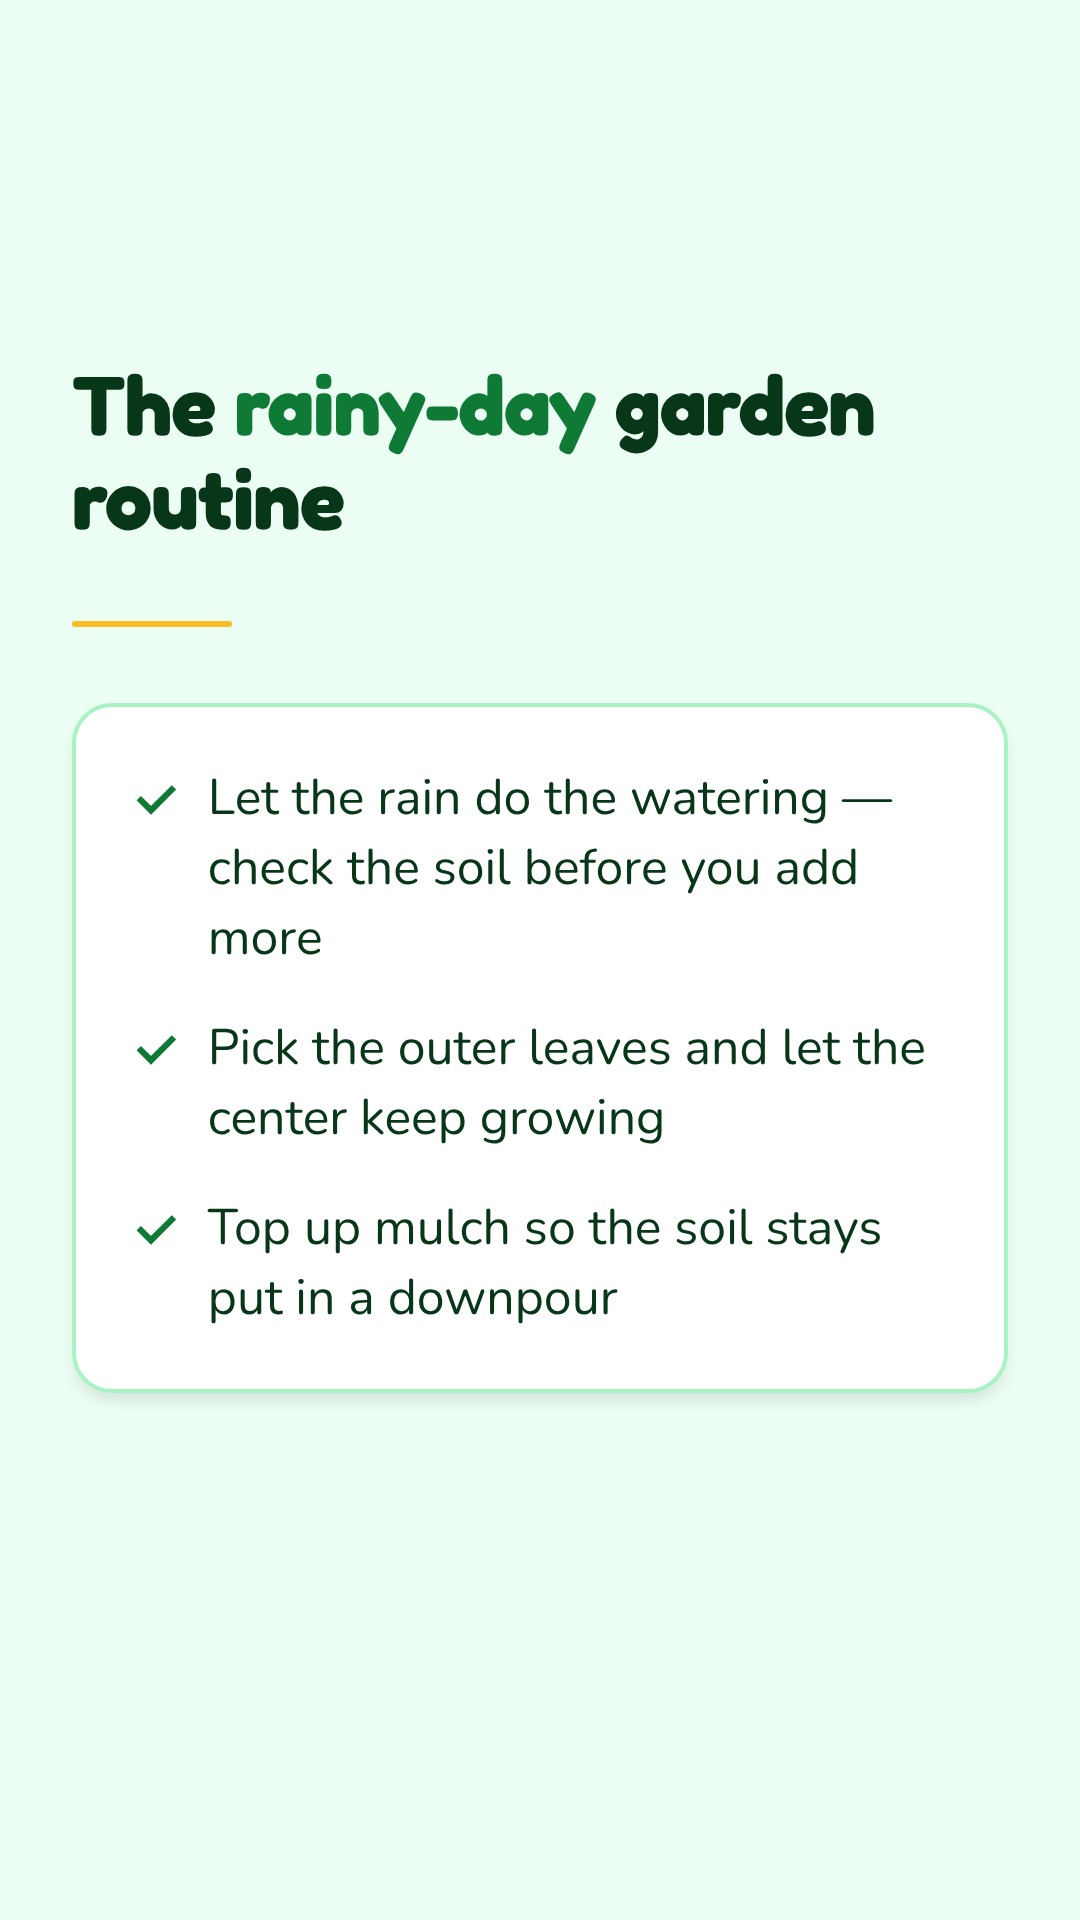 The rainy-day garden
routine
Let the rain do the watering —
check the soil before you add
more
Pick the outer leaves and let the
center keep growing
Top up mulch so the soil stays
put in a downpour